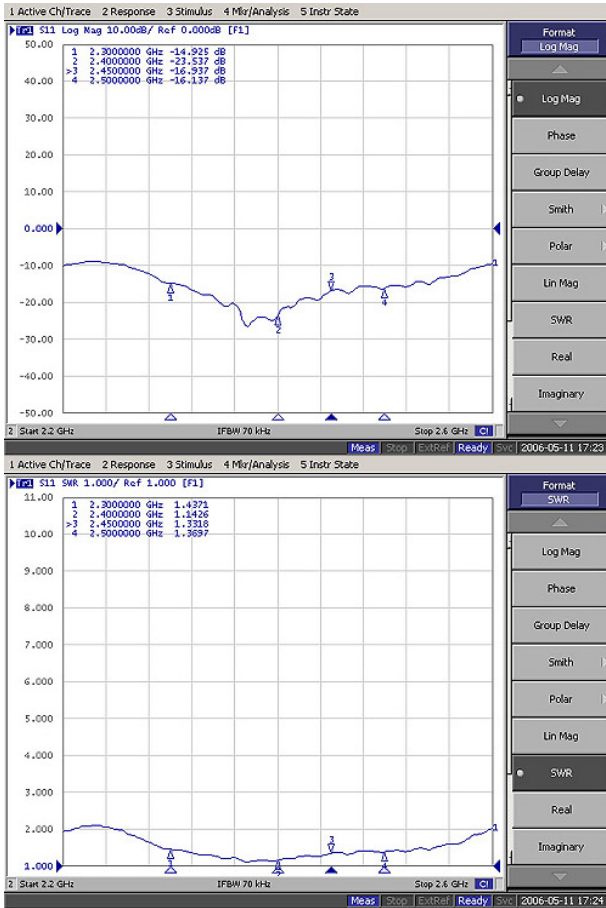 1 Active Ch/Trace 2 Response 3 Stimulus 4 Mkr/Analysis 5 Instr State
Tr1 S11 Log Mag 10.00dB/ Ref 0.000dB [F1]
50.00
1 2.3000000 GHz -14.925 dB
2 2.4000000 GHz -23.537 dB
>3 2.4500000 GHz -16.937 dB
4 2.5000000 GHz -16.137 dB
40.00
30.00
20.00
10.00
0.000
-10.00
-20.00
-30.00
-40.00
-50.00
1
2
3
4
1
2 Start 2.2 GHz IFBW 70 kHz Stop 2.6 GHz C!
Format
Log Mag
Log Mag
Phase
Group Delay
Smith
Polar
Lin Mag
SWR
Real
Imaginary
Meas Stop ExtRef Ready Svc 2006-05-11 17:23
1 Active Ch/Trace 2 Response 3 Stimulus 4 Mkr/Analysis 5 Instr State
Tr1 S11 SWR 1.000/ Ref 1.000 [F1]
11.00
1 2.3000000 GHz 1.4371
2 2.4000000 GHz 1.1426
>3 2.4500000 GHz 1.3318
4 2.5000000 GHz 1.3697
10.00
9.000
8.000
7.000
6.000
5.000
4.000
3.000
2.000
1.000
1
2
3
4
1
2 Start 2.2 GHz IFBW 70 kHz Stop 2.6 GHz C!
Format
SWR
Log Mag
Phase
Group Delay
Smith
Polar
Lin Mag
SWR
Real
Imaginary
Meas Stop ExtRef Ready Svc 2006-05-11 17:24